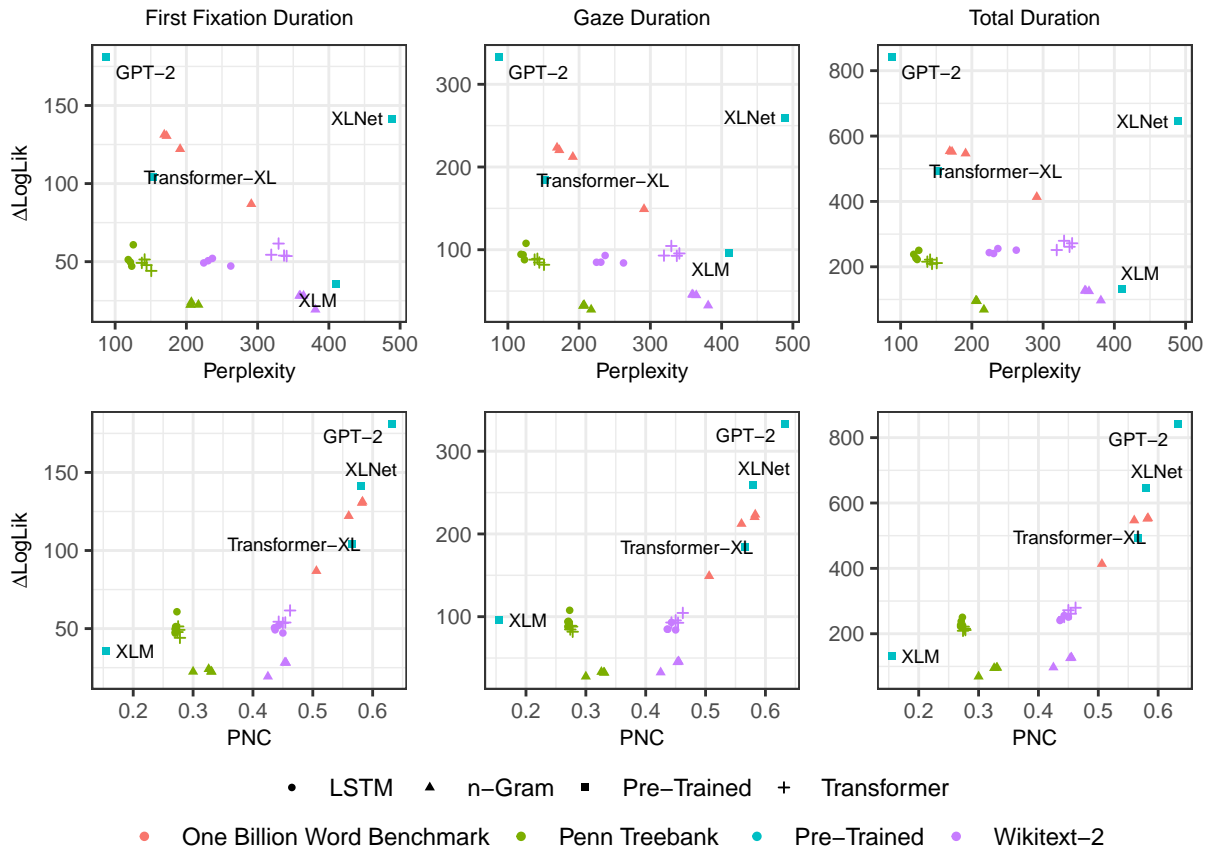 First Fixation Duration Gaze Duration Total Duration
ΔLogLik
150
100
50
GPT−2
XLNet
Transformer−XL
XLM
100 200 300 400 500
Perplexity
300
200
100
0
GPT−2
XLNet
Transformer−XL
XLM
100 200 300 400 500
Perplexity
800
600
400
200
GPT−2
XLNet
Transformer−XL
XLM
100 200 300 400 500
Perplexity
ΔLogLik
150
100
50
GPT−2
XLNet
Transformer−XL
XLM
0.2 0.3 0.4 0.5 0.6
PNC
300
200
100
0
GPT−2
XLNet
Transformer−XL
XLM
0.2 0.3 0.4 0.5 0.6
PNC
800
600
400
200
GPT−2
XLNet
Transformer−XL
XLM
0.2 0.3 0.4 0.5 0.6
PNC
LSTM n−Gram Pre−Trained Transformer
One Billion Word Benchmark Penn Treebank Pre−Trained Wikitext−2